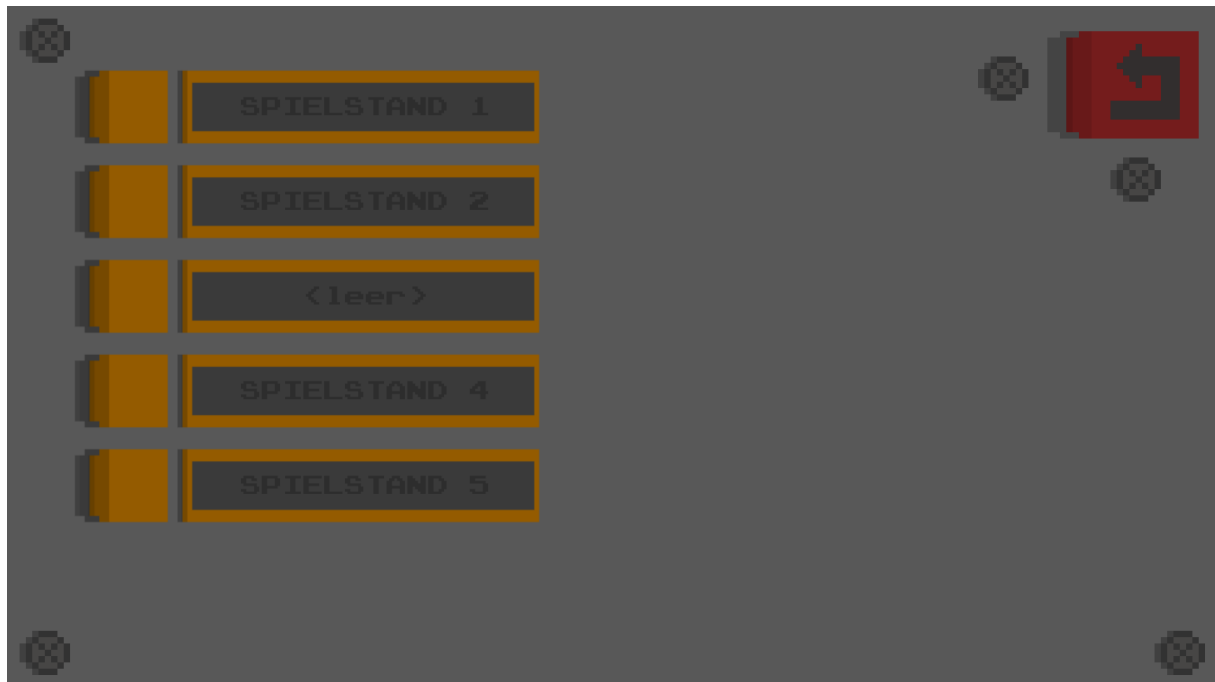 SPIELSTAND 1
SPIELSTAND 2
<leer>
SPIELSTAND 4
SPIELSTAND 5